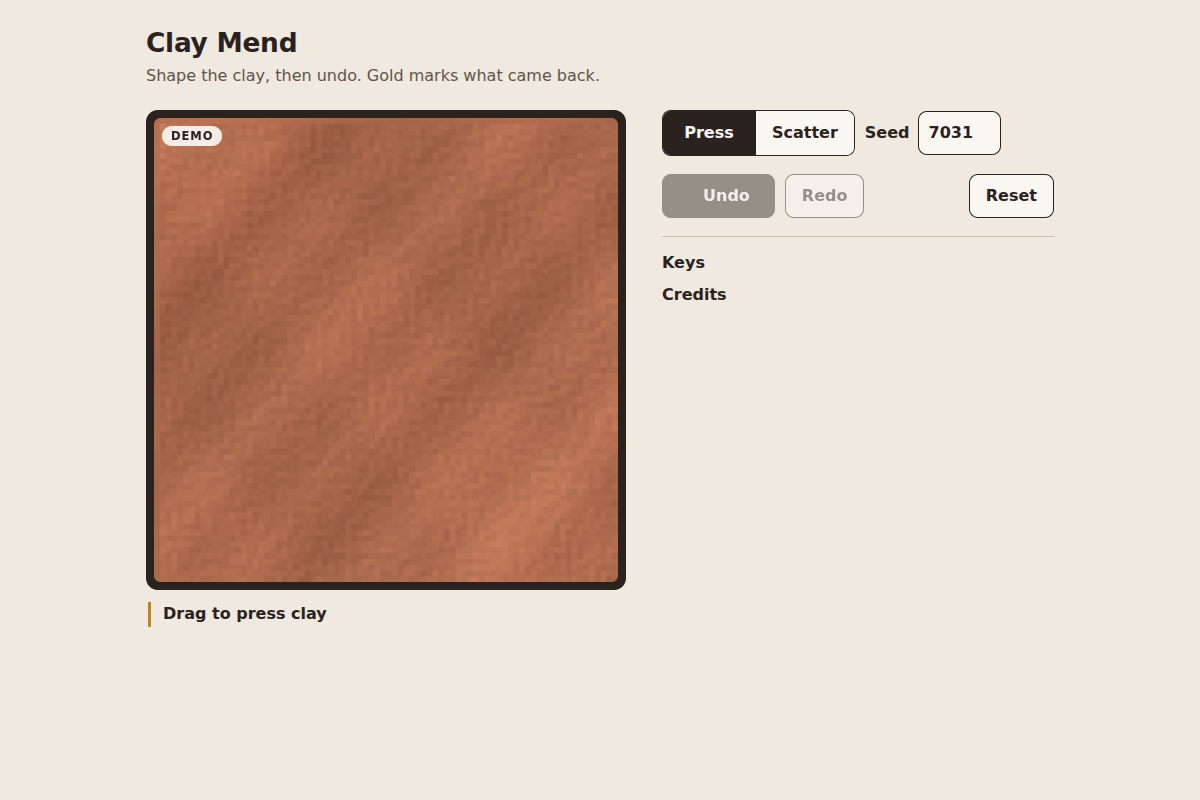 Clay Mend
Shape the clay, then undo. Gold marks what came back.
DEMO
Press Scatter Seed 7031
Undo Redo Reset
Keys
Credits
Drag to press clay